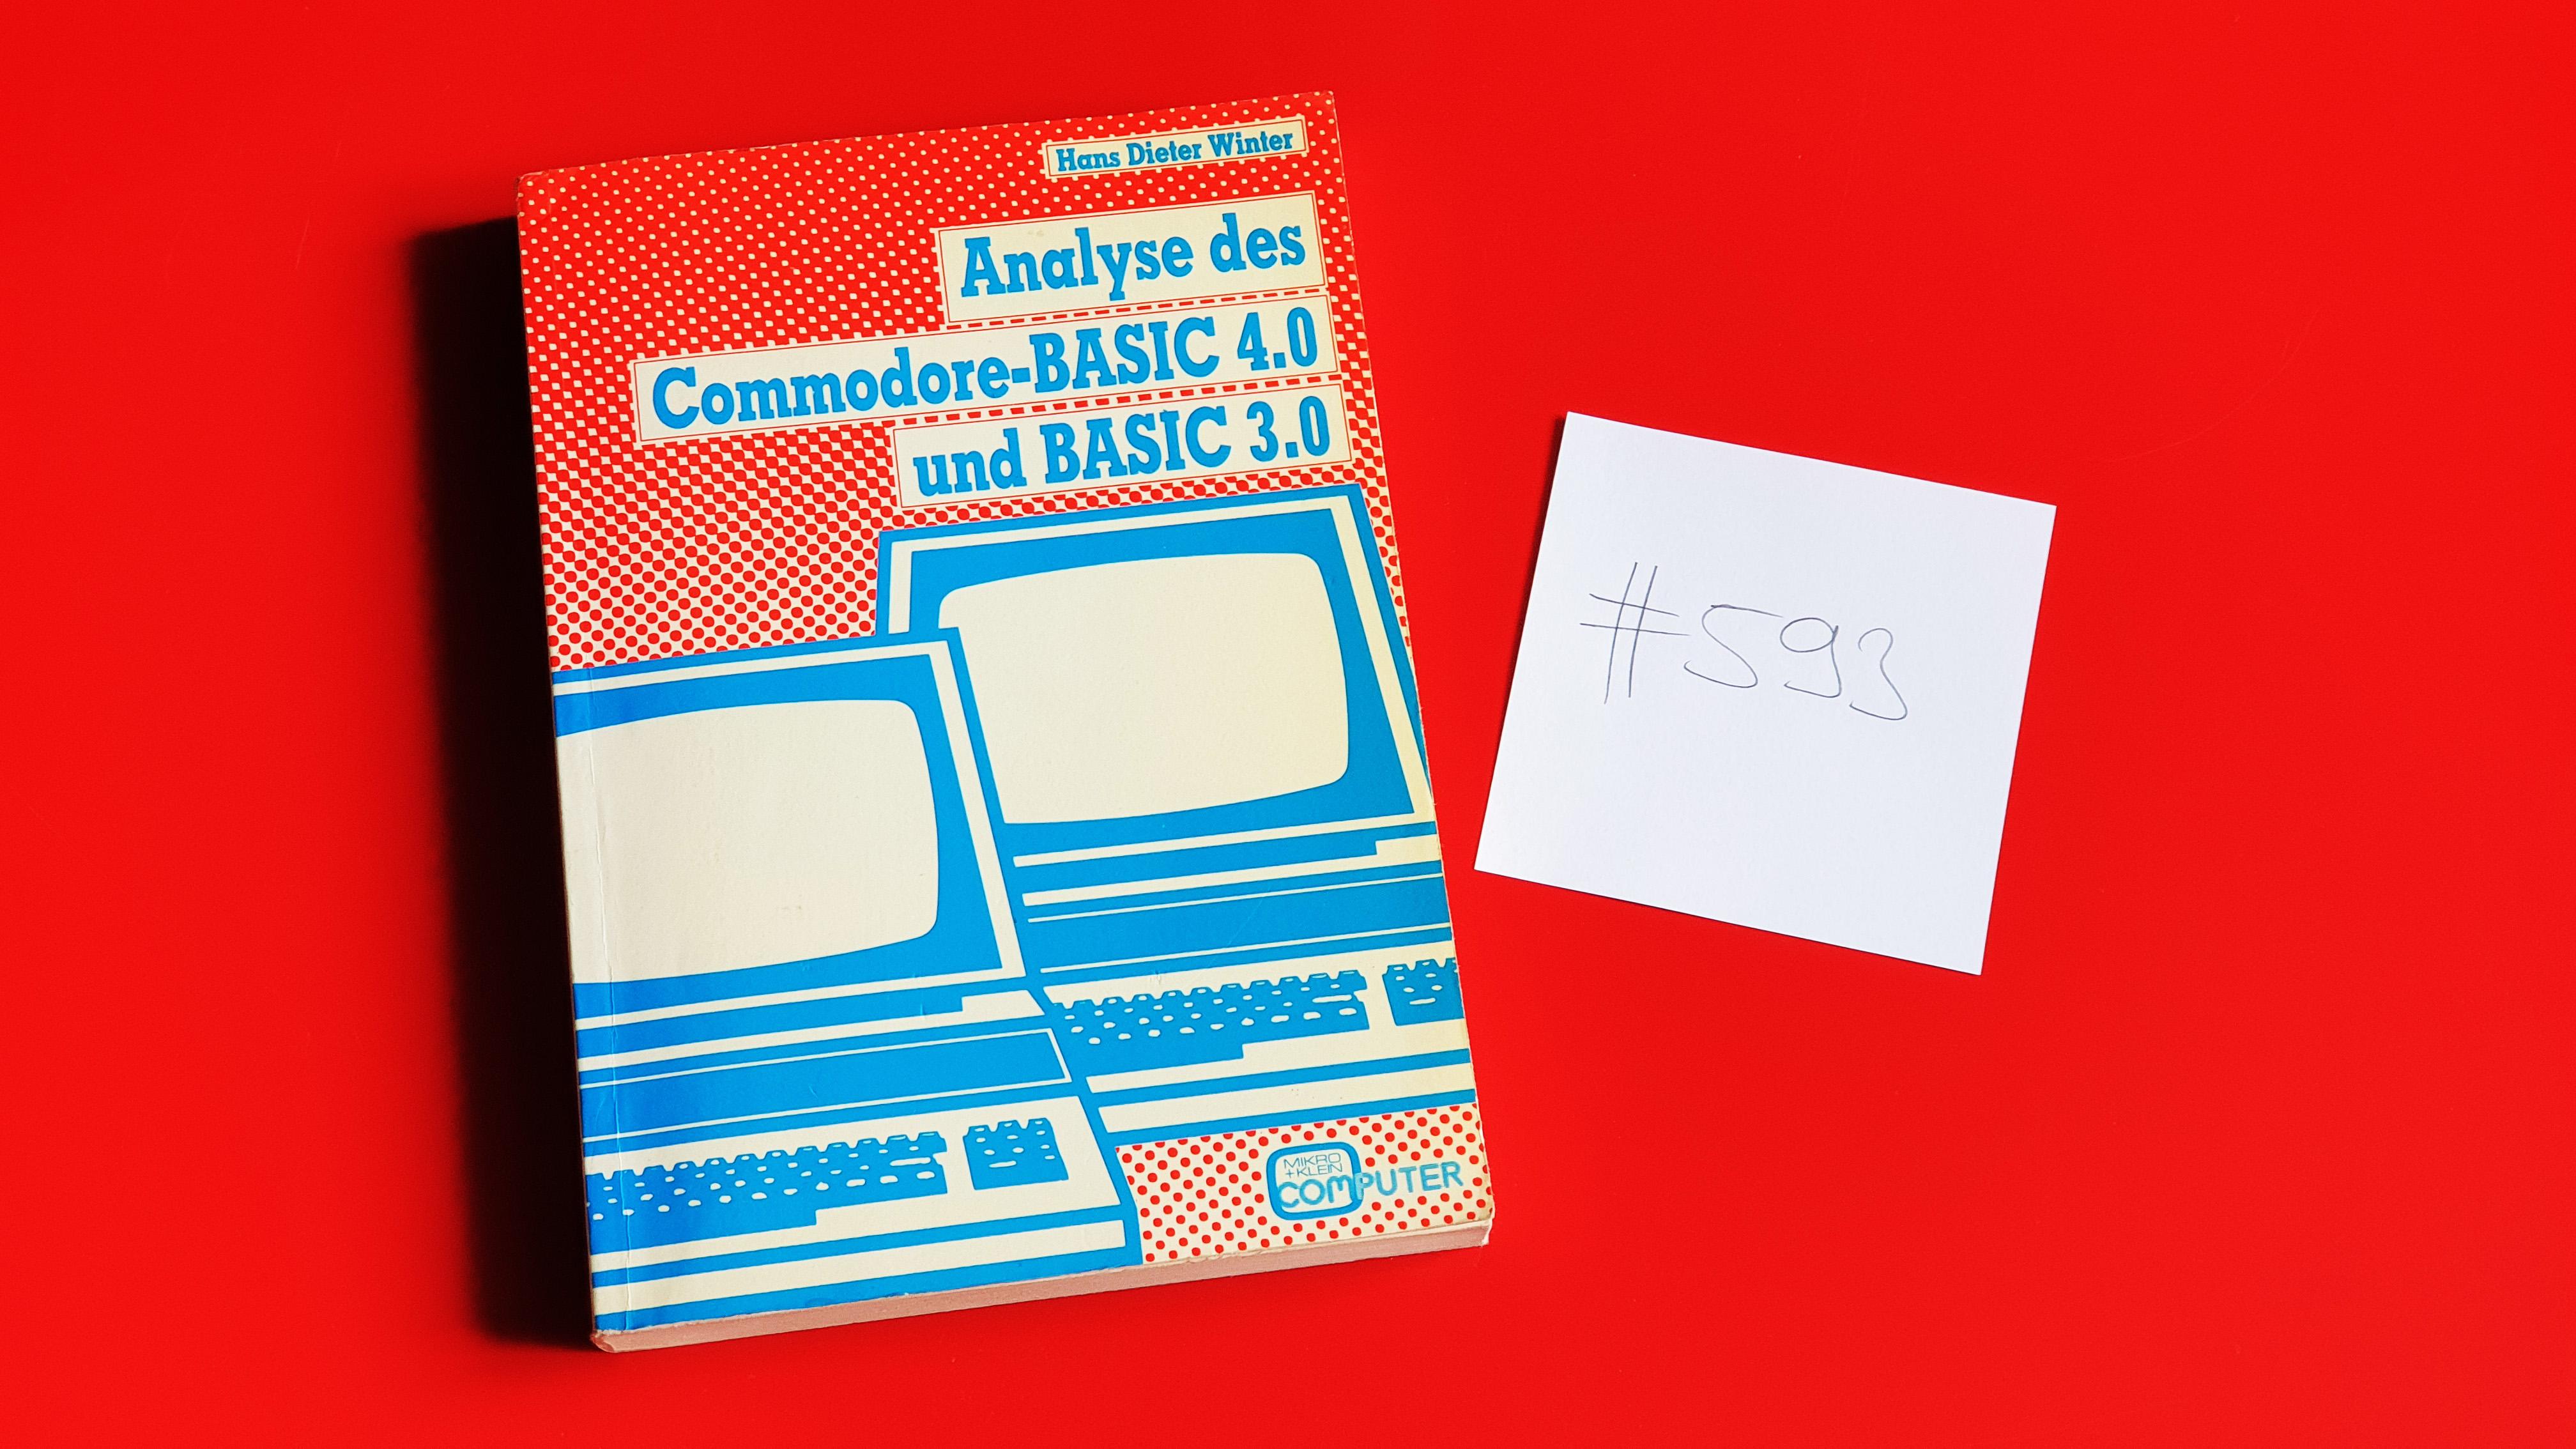 Hans Dieter Winter
Analyse des
Commodore-BASIC 4.0
und BASIC 3.0
MIKRO
+KLEIN
COMPUTER
#593